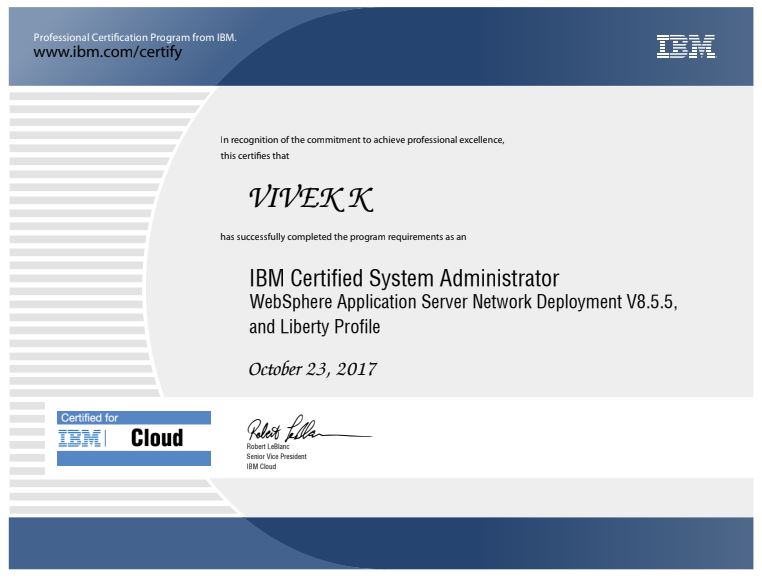 Professional Certification Program from IBM.
www.ibm.com/certify
IBM
In recognition of the commitment to achieve professional excellence,
this certifies that
VIVEK K
has successfully completed the program requirements as an
IBM Certified System Administrator
WebSphere Application Server Network Deployment V8.5.5,
and Liberty Profile
October 23, 2017
Certified for
IBM Cloud
Robert LeBlanc
Robert LeBlanc
Senior Vice President
IBM Cloud